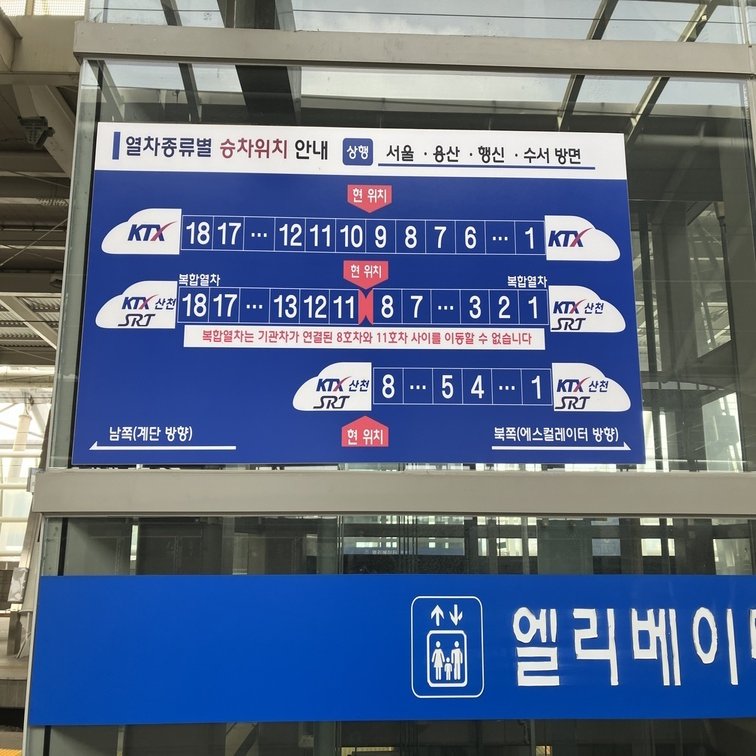 열차종류별 승차위치 안내 상행 서울 · 용산 · 행신 · 수서 방면
현 위치
KTX 18 17 ··· 12 11 10 9 8 7 6 ··· 1 KTX
복합열차 현 위치 복합열차
KTX 산천 SRT 18 17 ··· 13 12 11 8 7 ··· 3 2 1 KTX 산천 SRT
복합열차는 기관차가 연결된 8호차와 11호차 사이를 이동할 수 없습니다
KTX 산천 SRT 8 ··· 5 4 ··· 1 KTX 산천 SRT
남쪽(계단 방향) 현 위치 북쪽(에스컬레이터 방향)
엘리베이